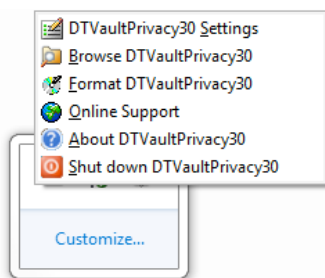 DTVaultPrivacy30 Settings
Browse DTVaultPrivacy30
Format DTVaultPrivacy30
Online Support
About DTVaultPrivacy30
Shut down DTVaultPrivacy30
Customize...